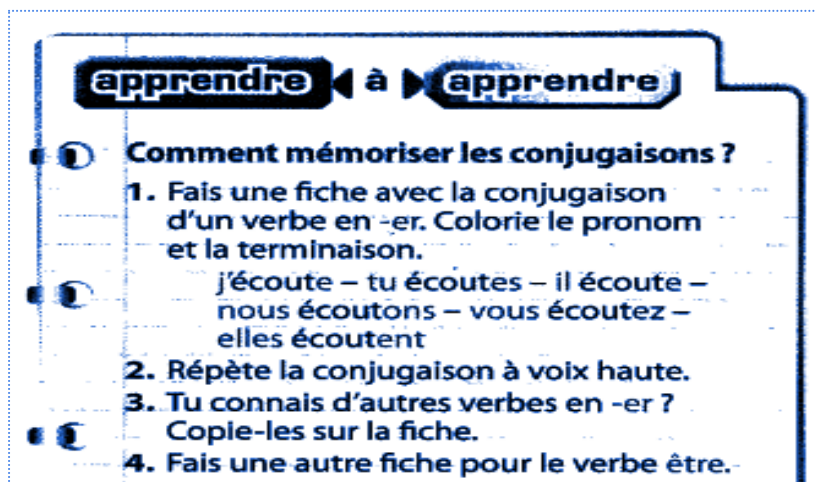 apprendre à apprendre
Comment mémoriser les conjugaisons ?
1. Fais une fiche avec la conjugaison
d'un verbe en -er. Colorie le pronom
et la terminaison.
j'écoute – tu écoutes – il écoute –
nous écoutons – vous écoutez –
elles écoutent
2. Répète la conjugaison à voix haute.
3. Tu connais d'autres verbes en -er ?
Copie-les sur la fiche.
4. Fais une autre fiche pour le verbe être.